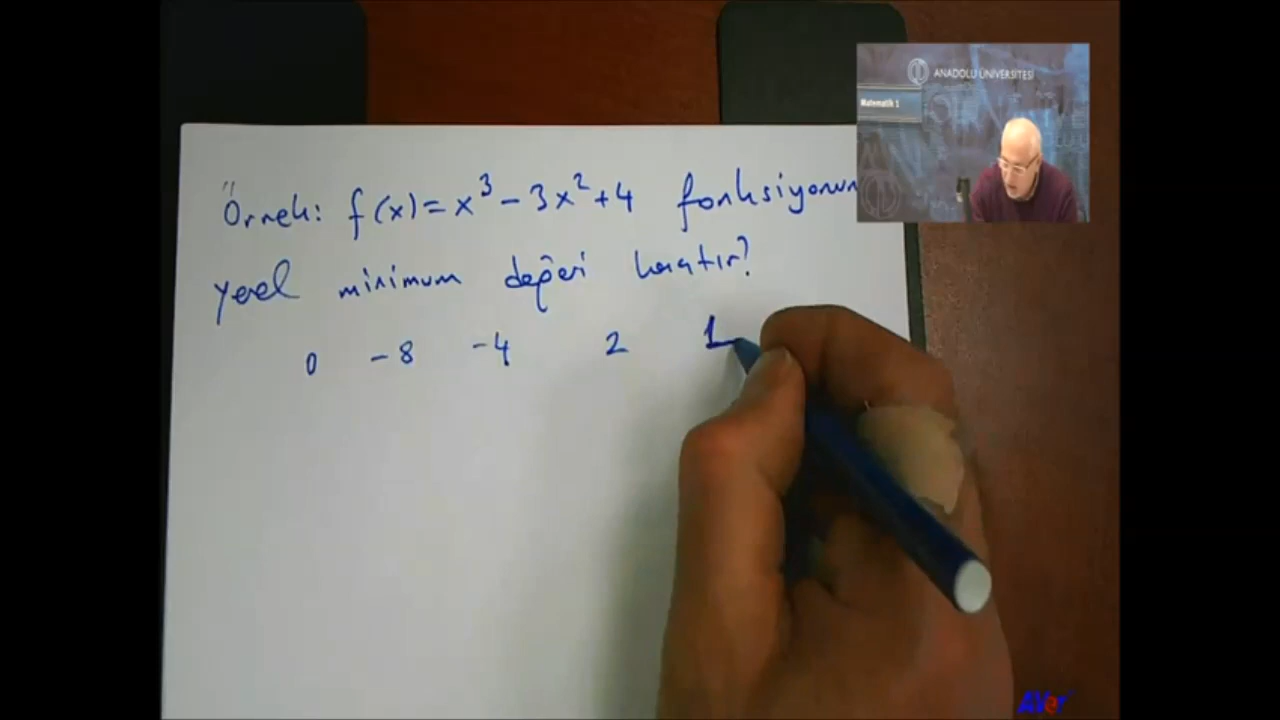 Örnek: f(x)=x³-3x²+4 fonksiyonun
yerel minimum değeri kaçtır?
0 -8 -4 2 1
ANADOLU ÜNİVERSİTESİ
Matematik 1
AVer